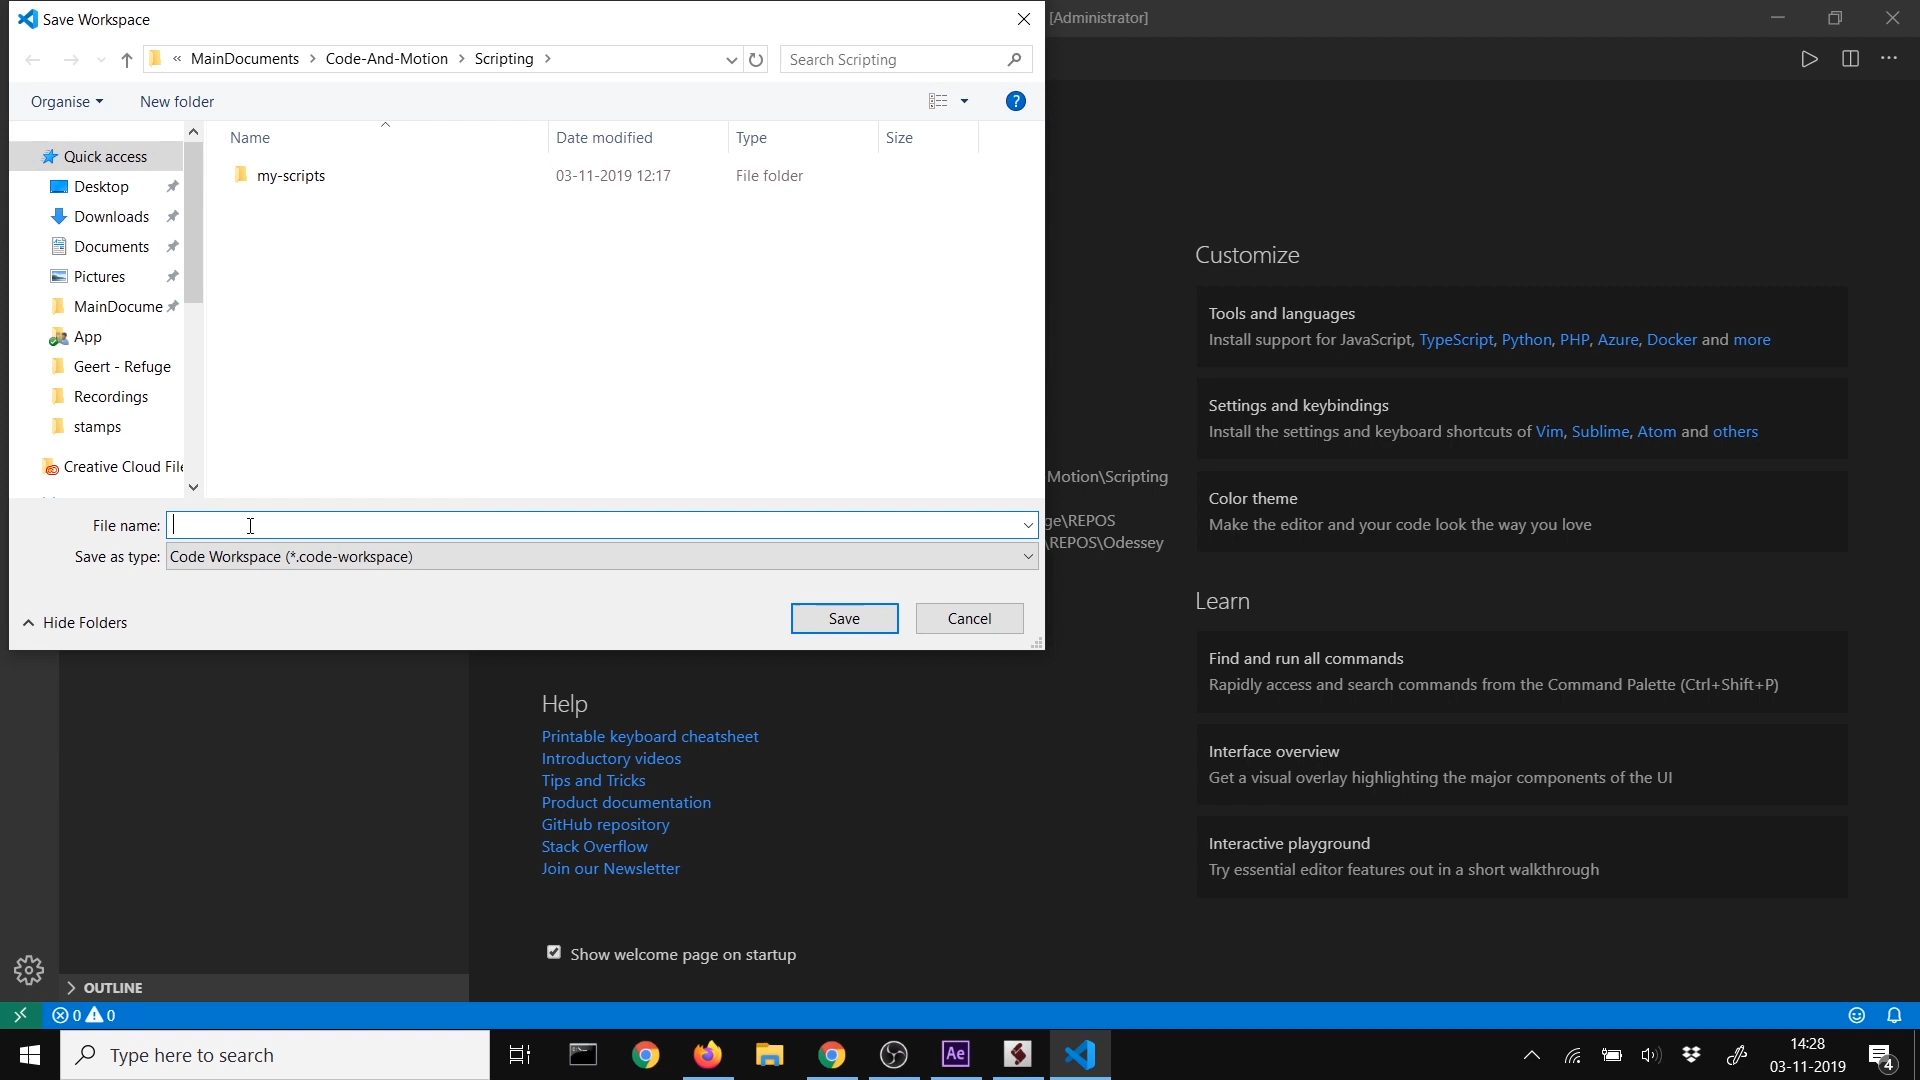 Save Workspace
[Administrator]
« MainDocuments > Code-And-Motion > Scripting >
Search Scripting
Organise
New folder
?
Name
Date modified
Type
Size
Quick access
Desktop
Downloads
Documents
Pictures
MainDocume
App
Geert - Refuge
Recordings
stamps
Creative Cloud File
my-scripts
03-11-2019 12:17
File folder
File name:
Save as type:
Code Workspace (*.code-workspace)
Hide Folders
Save
Cancel
Motion\Scripting
ge\REPOS
\REPOS\Odessey
Help
Printable keyboard cheatsheet
Introductory videos
Tips and Tricks
Product documentation
GitHub repository
Stack Overflow
Join our Newsletter
Show welcome page on startup
Customize
Tools and languages
Install support for JavaScript, TypeScript, Python, PHP, Azure, Docker and more
Settings and keybindings
Install the settings and keyboard shortcuts of Vim, Sublime, Atom and others
Color theme
Make the editor and your code look the way you love
Learn
Find and run all commands
Rapidly access and search commands from the Command Palette (Ctrl+Shift+P)
Interface overview
Get a visual overlay highlighting the major components of the UI
Interactive playground
Try essential editor features out in a short walkthrough
OUTLINE
0 0
Type here to search
Ae
14:28
03-11-2019
4